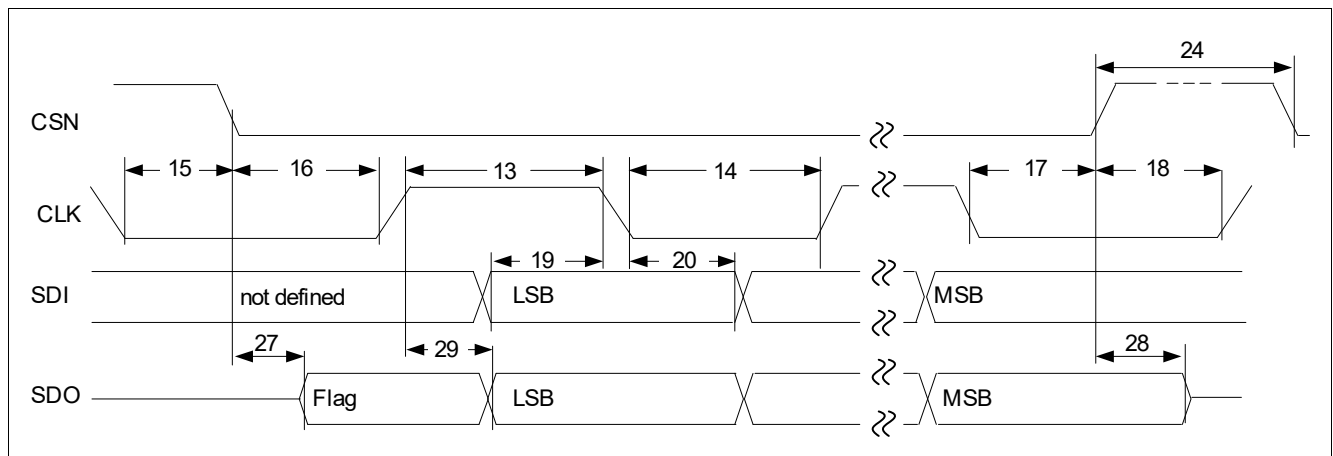 24
CSN
15 16 13 14 17 18
CLK
19 20
SDI not defined LSB MSB
27 29 28
SDO Flag LSB MSB